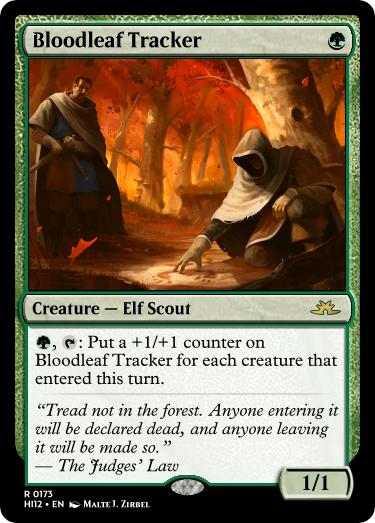 Bloodleaf Tracker
Creature — Elf Scout
: Put a +1/+1 counter on
Bloodleaf Tracker for each creature that
entered this turn.
“Tread not in the forest. Anyone entering it
will be declared dead, and anyone leaving
it will be made so.”
— The Judges’ Law
1/1
R 0173
HI12 • EN Malte J. Zirbel